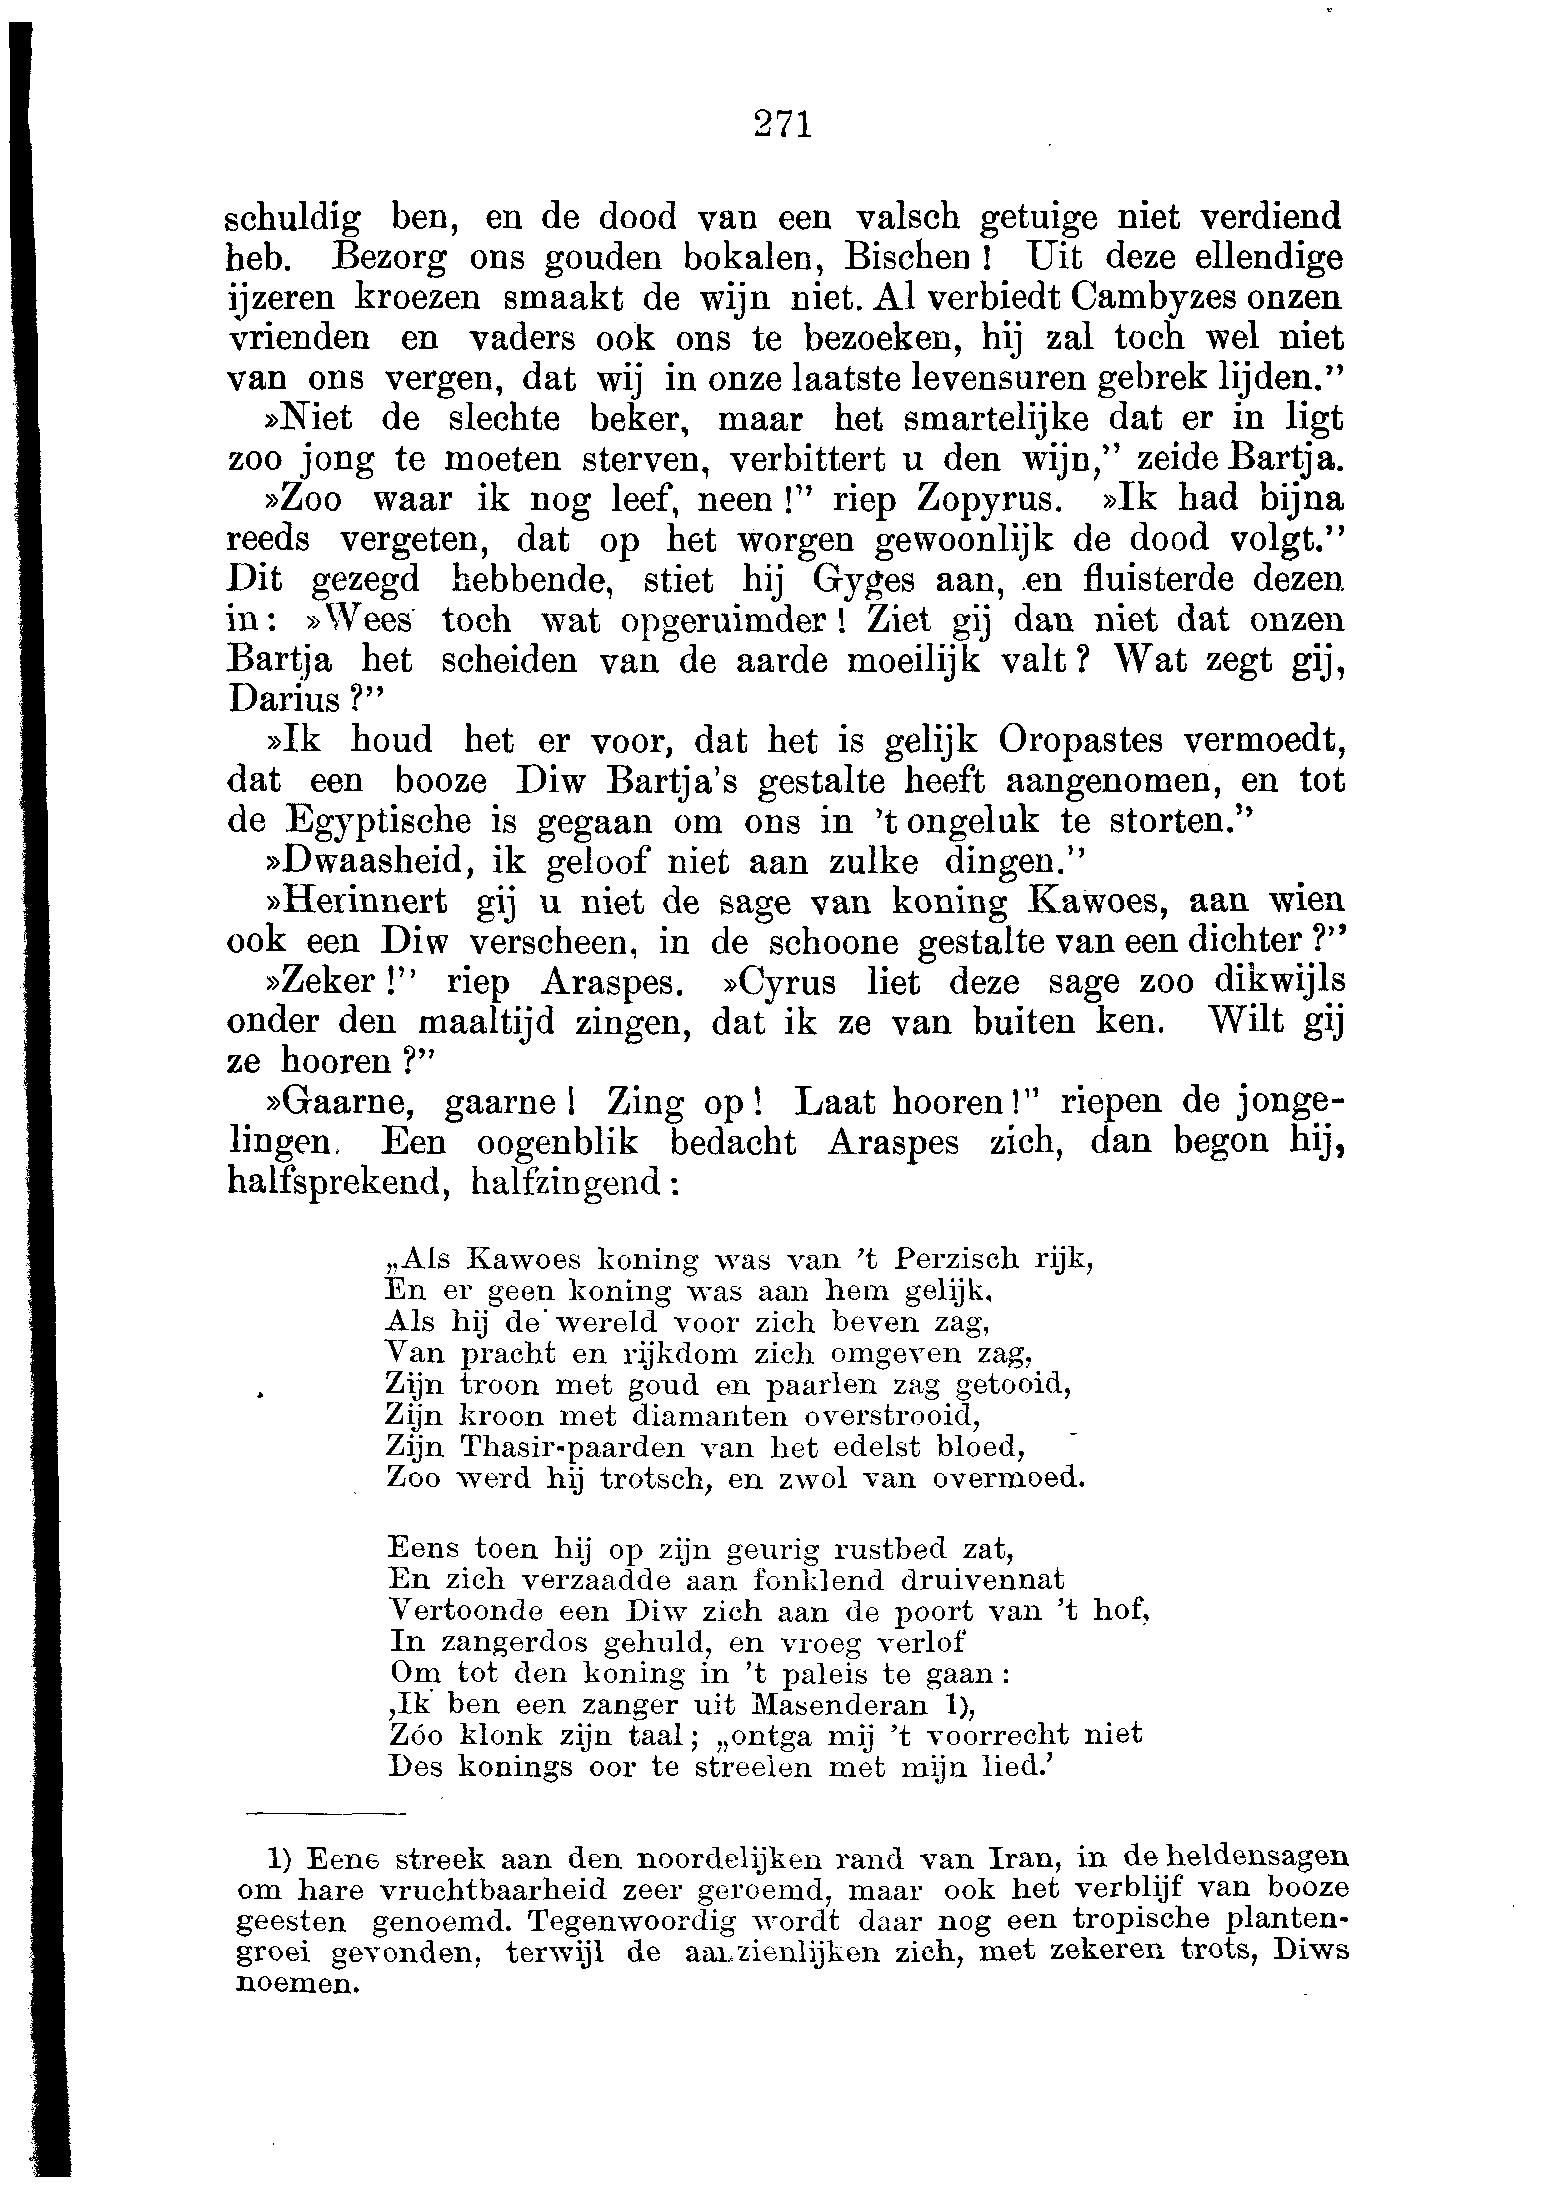 271
schuldig ben, en de dood van een valsch getuige niet verdiend
heb. Bezorg ons gouden bokalen, Bischen! Uit deze ellendige
ijzeren kroezen smaakt de wijn niet. Al verbiedt Cambyzes onzen
vrienden en vaders ook ons te bezoeken, hij zal toch wel niet
van ons vergen, dat wij in onze laatste levensuren gebrek lijden.”
»Niet de slechte beker, maar het smartelijke dat er in ligt
zoo jong te moeten sterven, verbittert u den wijn,” zeide Bartja.
»Zoo waar ik nog leef, neen!” riep Zopyrus. »Ik had bijna
reeds vergeten, dat op het worgen gewoonlijk de dood volgt.”
Dit gezegd hebbende, stiet hij Gyges aan, en fluisterde dezen
in: »Wees toch wat opgeruimder! Ziet gij dan niet dat onzen
Bartja het scheiden van de aarde moeilijk valt? Wat zegt gij,
Darius?”
»Ik houd het er voor, dat het is gelijk Oropastes vermoedt,
dat een booze Diw Bartja's gestalte heeft aangenomen, en tot
de Egyptische is gegaan om ons in 't ongeluk te storten.”
»Dwaasheid, ik geloof niet aan zulke dingen.”
»Herinnert gij u niet de sage van koning Kawoes, aan wien
ook een Diw verscheen, in de schoone gestalte van een dichter?”
»Zeker!” riep Araspes. »Cyrus liet deze sage zoo dikwijls
onder den maaltijd zingen, dat ik ze van buiten ken. Wilt gij
ze hooren?”
»Gaarne, gaarne! Zing op! Laat hooren!” riepen de jonge-
lingen. Een oogenblik bedacht Araspes zich, dan begon hij,
halfsprekend, halfzingend:
„Als Kawoes koning was van 't Perzisch rijk,
En er geen koning was aan hem gelijk,
Als hij de wereld voor zich beven zag,
Van pracht en rijkdom zich omgeven zag,
Zijn troon met goud en paarlen zag getooid,
Zijn kroon met diamanten overstrooid,
Zijn Thasir-paarden van het edelst bloed,
Zoo werd hij trotsch, en zwol van overmoed.
Eens toen hij op zijn geurig rustbed zat,
En zich verzaadde aan fonklend druivennat
Vertoonde een Diw zich aan de poort van 't hof,
In zangerdos gehuld, en vroeg verlof
Om tot den koning in 't paleis te gaan:
‚Ik ben een zanger uit Masenderan 1),
Zóo klonk zijn taal; „ontga mij 't voorrecht niet
Des konings oor te streelen met mijn lied.’
1) Eene streek aan den noordelijken rand van Iran, in de heldensagen
om hare vruchtbaarheid zeer geroemd, maar ook het verblijf van booze
geesten genoemd. Tegenwoordig wordt daar nog een tropische planten-
groei gevonden, terwijl de aanzienlijken zich, met zekeren trots, Diws
noemen.